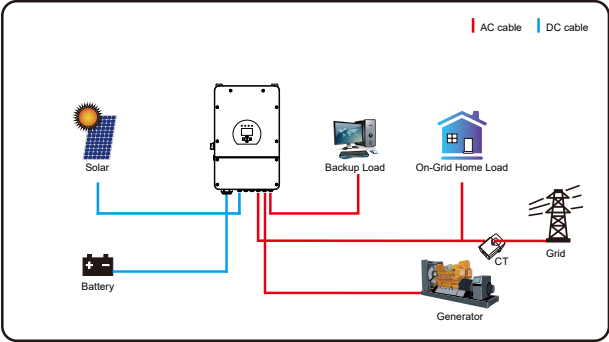 AC cable DC cable
Solar
Backup Load
On-Grid Home Load
Battery
CT
Grid
Generator